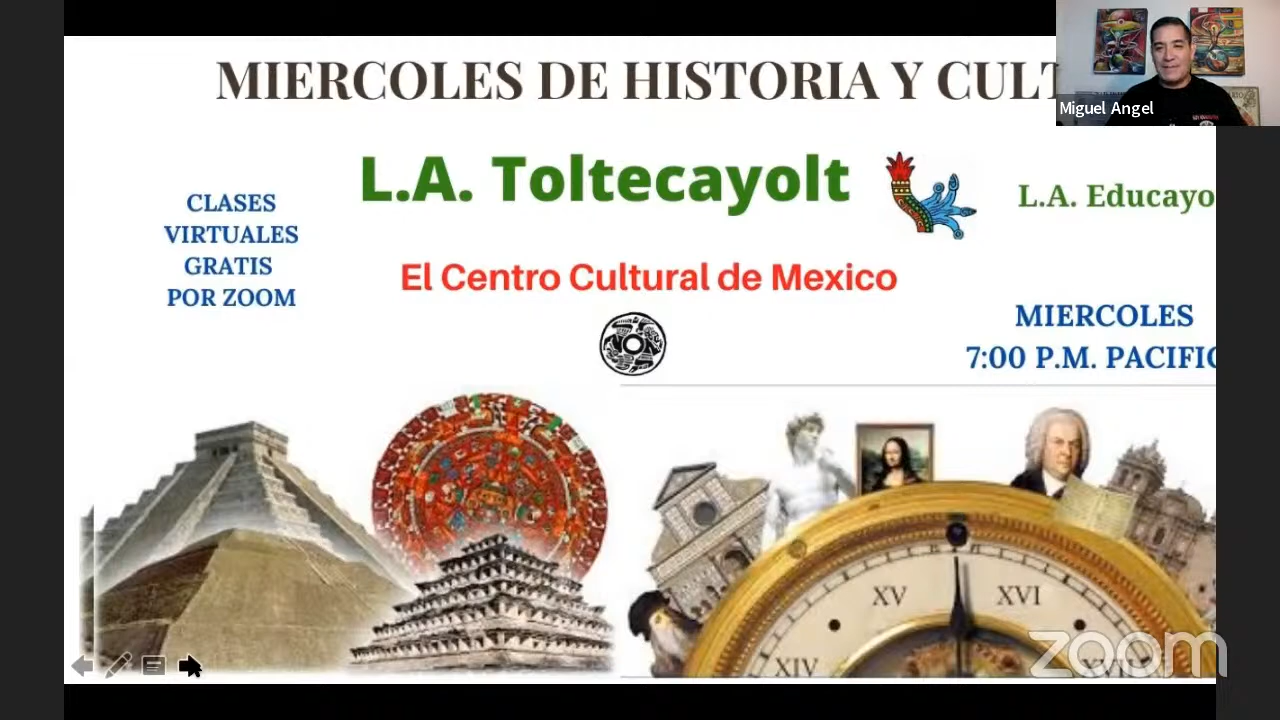 MIERCOLES DE HISTORIA Y CULT
Miguel Angel
L.A. Toltecayolt
L.A. Educayo
CLASES
VIRTUALES
GRATIS
POR ZOOM
El Centro Cultural de Mexico
MIERCOLES
7:00 P.M. PACIFIC
XV
XVI
XIV
zoom